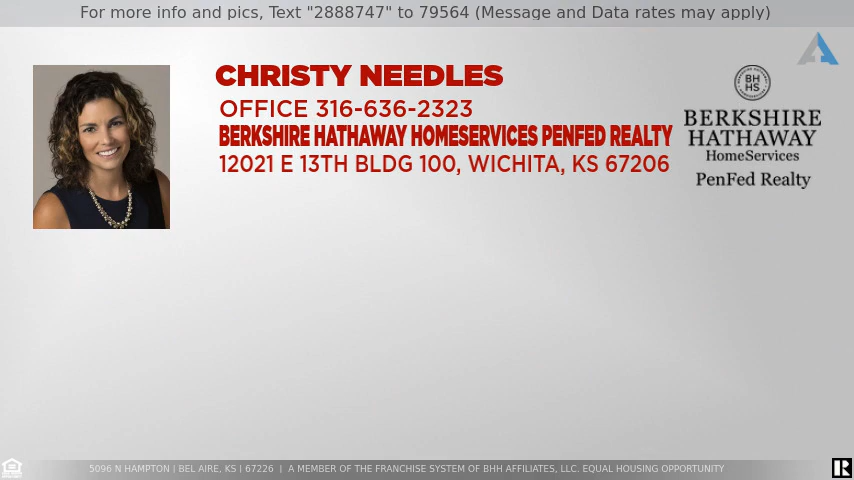 For more info and pics, Text "2888747" to 79564 (Message and Data rates may apply)
CHRISTY NEEDLES
OFFICE 316-636-2323
BERKSHIRE HATHAWAY HOMESERVICES PENFED REALTY
12021 E 13TH BLDG 100, WICHITA, KS 67206
BH
HS
BERKSHIRE
HATHAWAY
HomeServices
PenFed Realty
5096 N HAMPTON | BEL AIRE, KS | 67226 | A MEMBER OF THE FRANCHISE SYSTEM OF BHH AFFILIATES, LLC. EQUAL HOUSING OPPORTUNITY